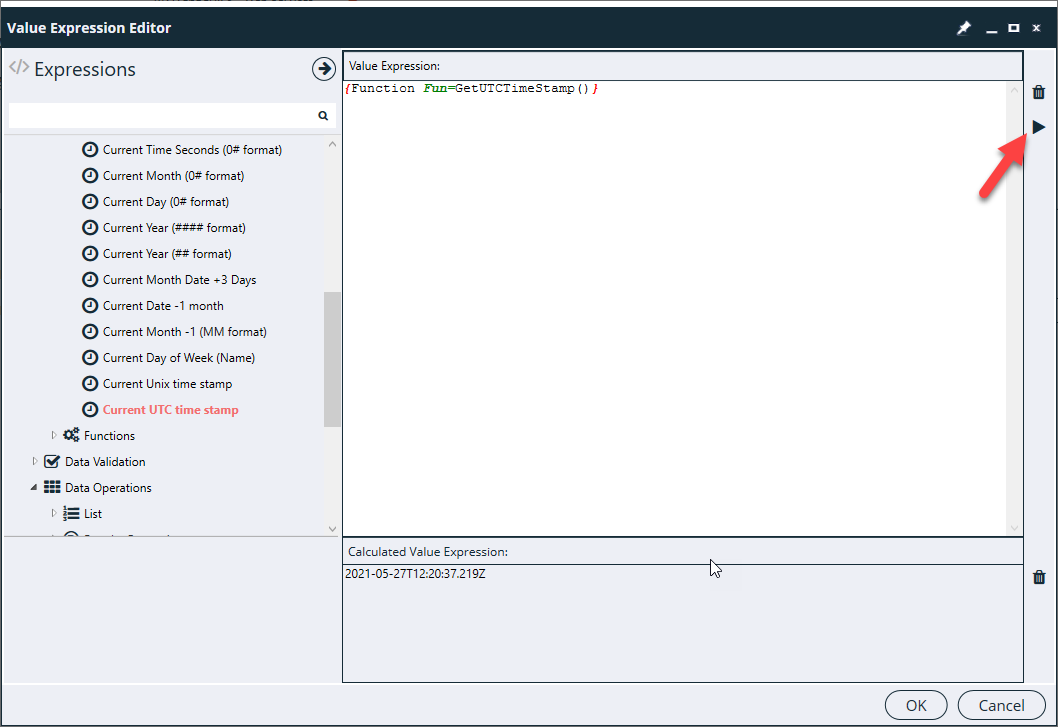 Value Expression Editor
Expressions
Value Expression:
{Function Fun=GetUTCTimeStamp()}
Current Time Seconds (0# format)
Current Month (0# format)
Current Day (0# format)
Current Year (#### format)
Current Year (## format)
Current Month Date +3 Days
Current Date -1 month
Current Month -1 (MM format)
Current Day of Week (Name)
Current Unix time stamp
Current UTC time stamp
Functions
Data Validation
Data Operations
List
Calculated Value Expression:
2021-05-27T12:20:37.219Z
OK
Cancel